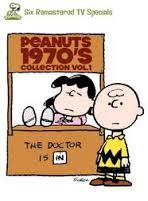 Six Remastered TV Specials
PEANUTS
1970'S
COLLECTION VOL.1
THE DOCTOR
IS IN